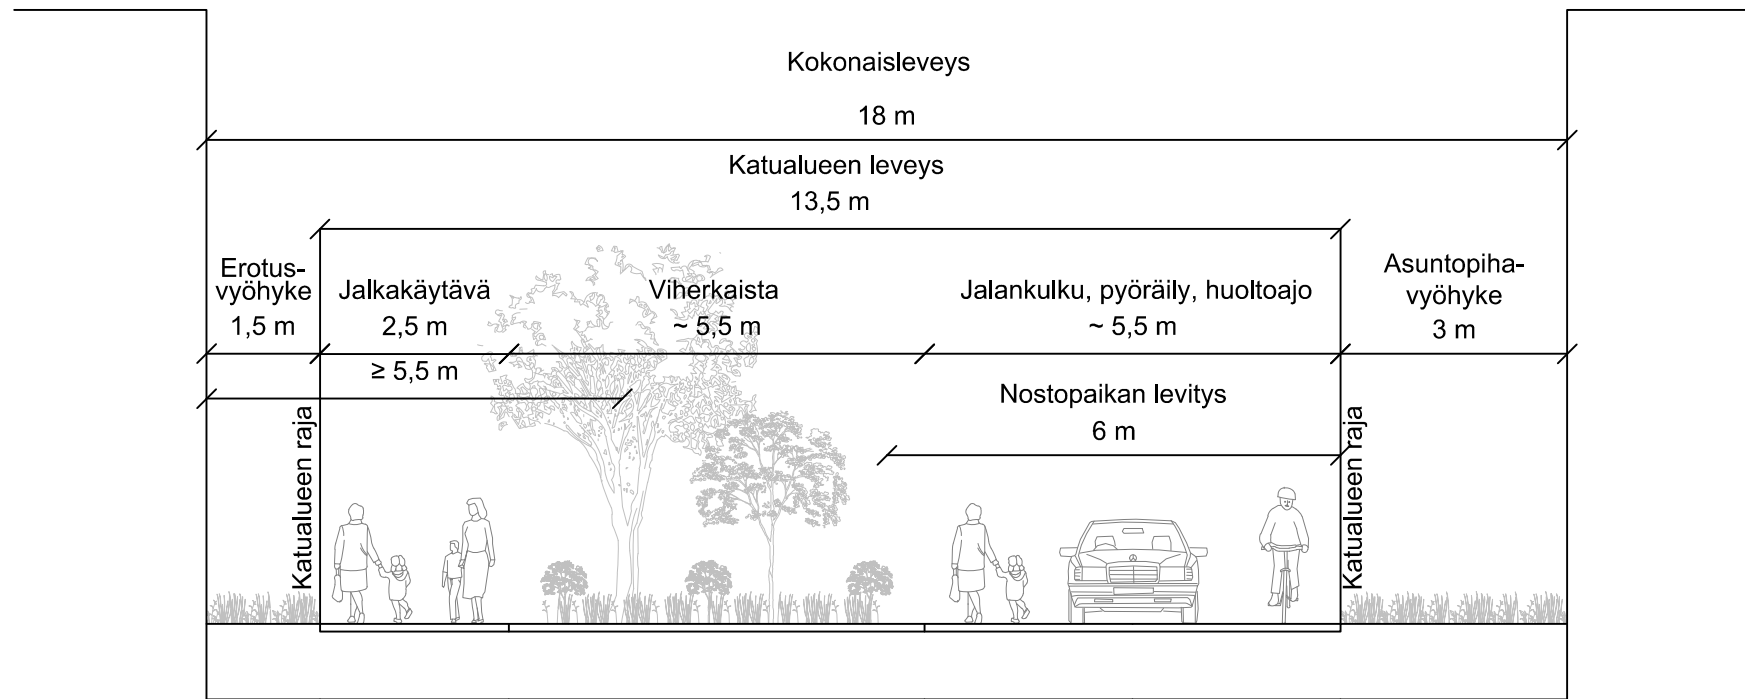 Kokonaisleveys
18 m
Katualueen leveys
13,5 m
Erotus-
vyöhyke
1,5 m
Jalkakäytävä
2,5 m
≥ 5,5 m
Viherkaista
~ 5,5 m
Jalankulku, pyöräily, huoltoajo
~ 5,5 m
Asuntopiha-
vyöhyke
3 m
Nostopaikan levitys
6 m
Katualueen raja
Katualueen raja